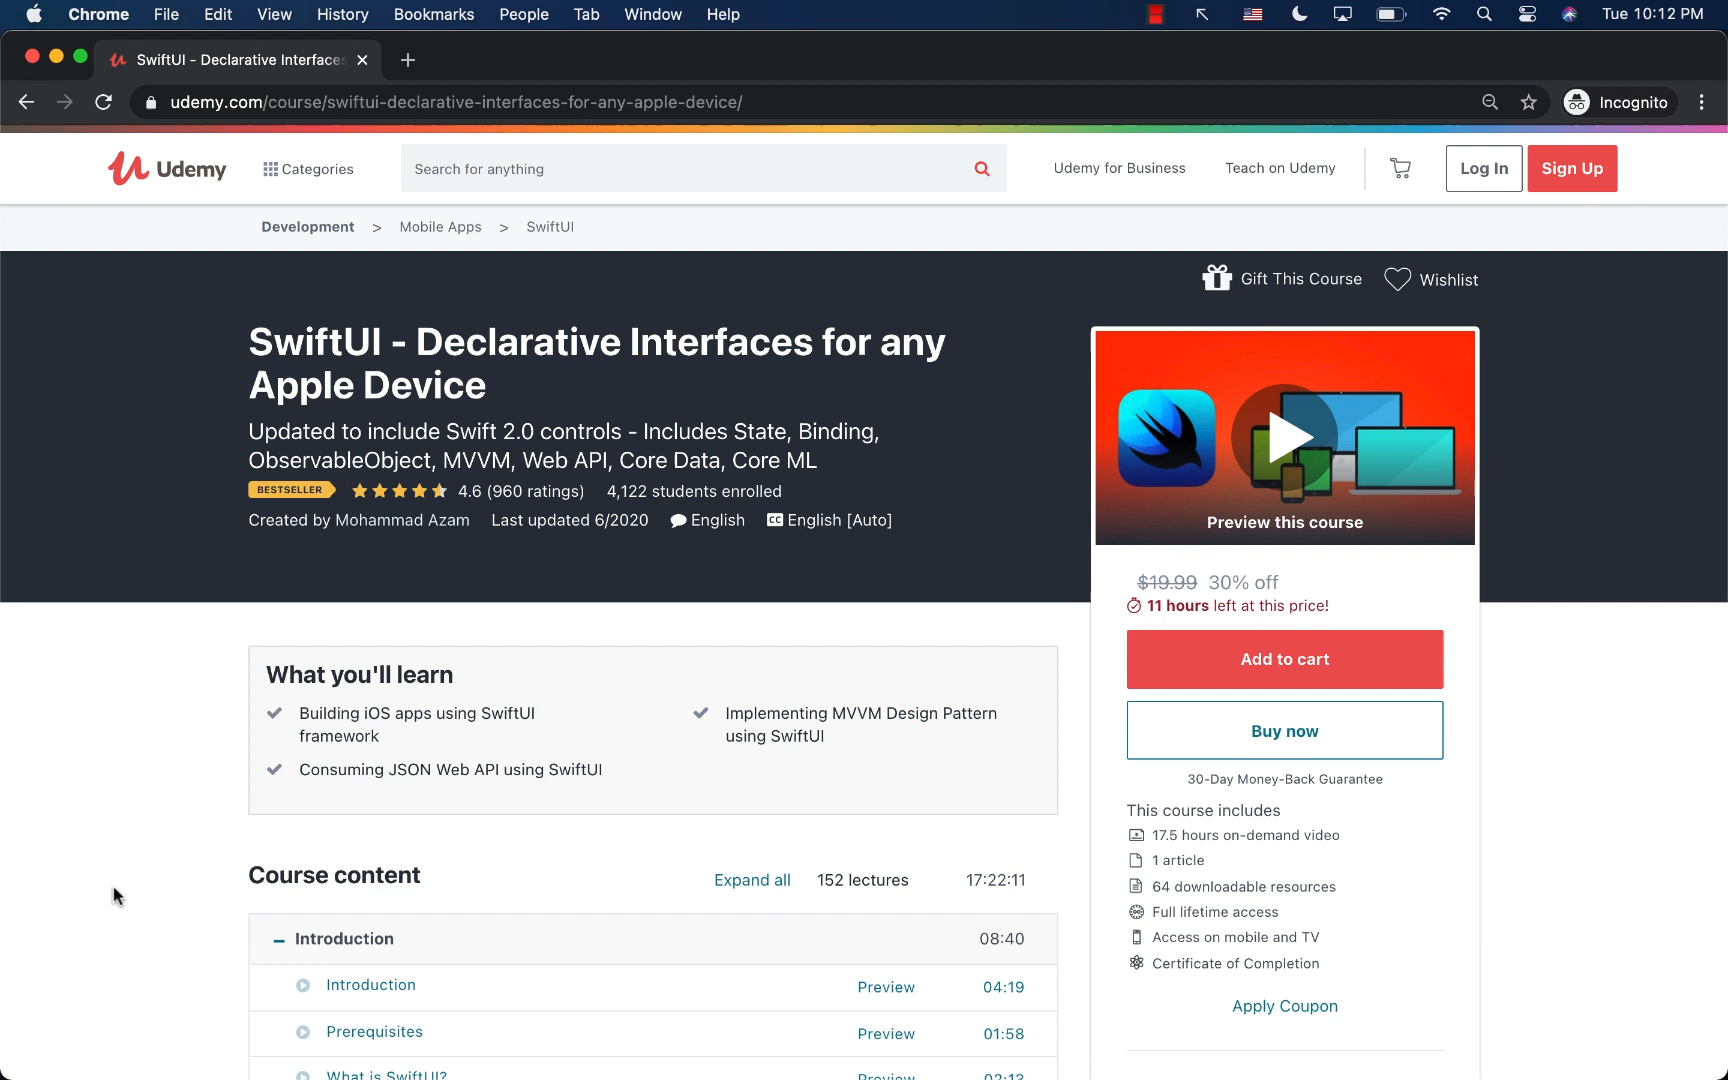 Chrome File Edit View History Bookmarks People Tab Window Help Tue 10:12 PM
SwiftUI - Declarative Interfaces
udemy.com/course/swiftui-declarative-interfaces-for-any-apple-device/ Incognito
Udemy Categories Search for anything Udemy for Business Teach on Udemy Log In Sign Up
Development > Mobile Apps > SwiftUI
Gift This Course Wishlist
SwiftUI - Declarative Interfaces for any
Apple Device
Updated to include Swift 2.0 controls - Includes State, Binding,
ObservableObject, MVVM, Web API, Core Data, Core ML
BESTSELLER 4.6 (960 ratings) 4,122 students enrolled
Created by Mohammad Azam Last updated 6/2020 English CC English [Auto]
Preview this course
$19.99 30% off
11 hours left at this price!
Add to cart
Buy now
30-Day Money-Back Guarantee
This course includes
17.5 hours on-demand video
1 article
64 downloadable resources
Full lifetime access
Access on mobile and TV
Certificate of Completion
Apply Coupon
What you'll learn
Building iOS apps using SwiftUI
framework
Consuming JSON Web API using SwiftUI
Implementing MVVM Design Pattern
using SwiftUI
Course content Expand all 152 lectures 17:22:11
Introduction 08:40
Introduction Preview 04:19
Prerequisites Preview 01:58
What is SwiftUI? Preview 02:13